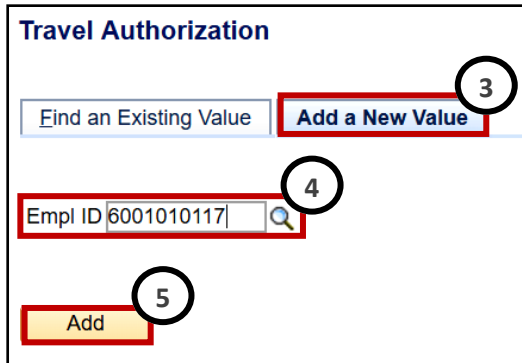 Travel Authorization
3
Find an Existing Value Add a New Value
4
Empl ID 6001010117
5
Add